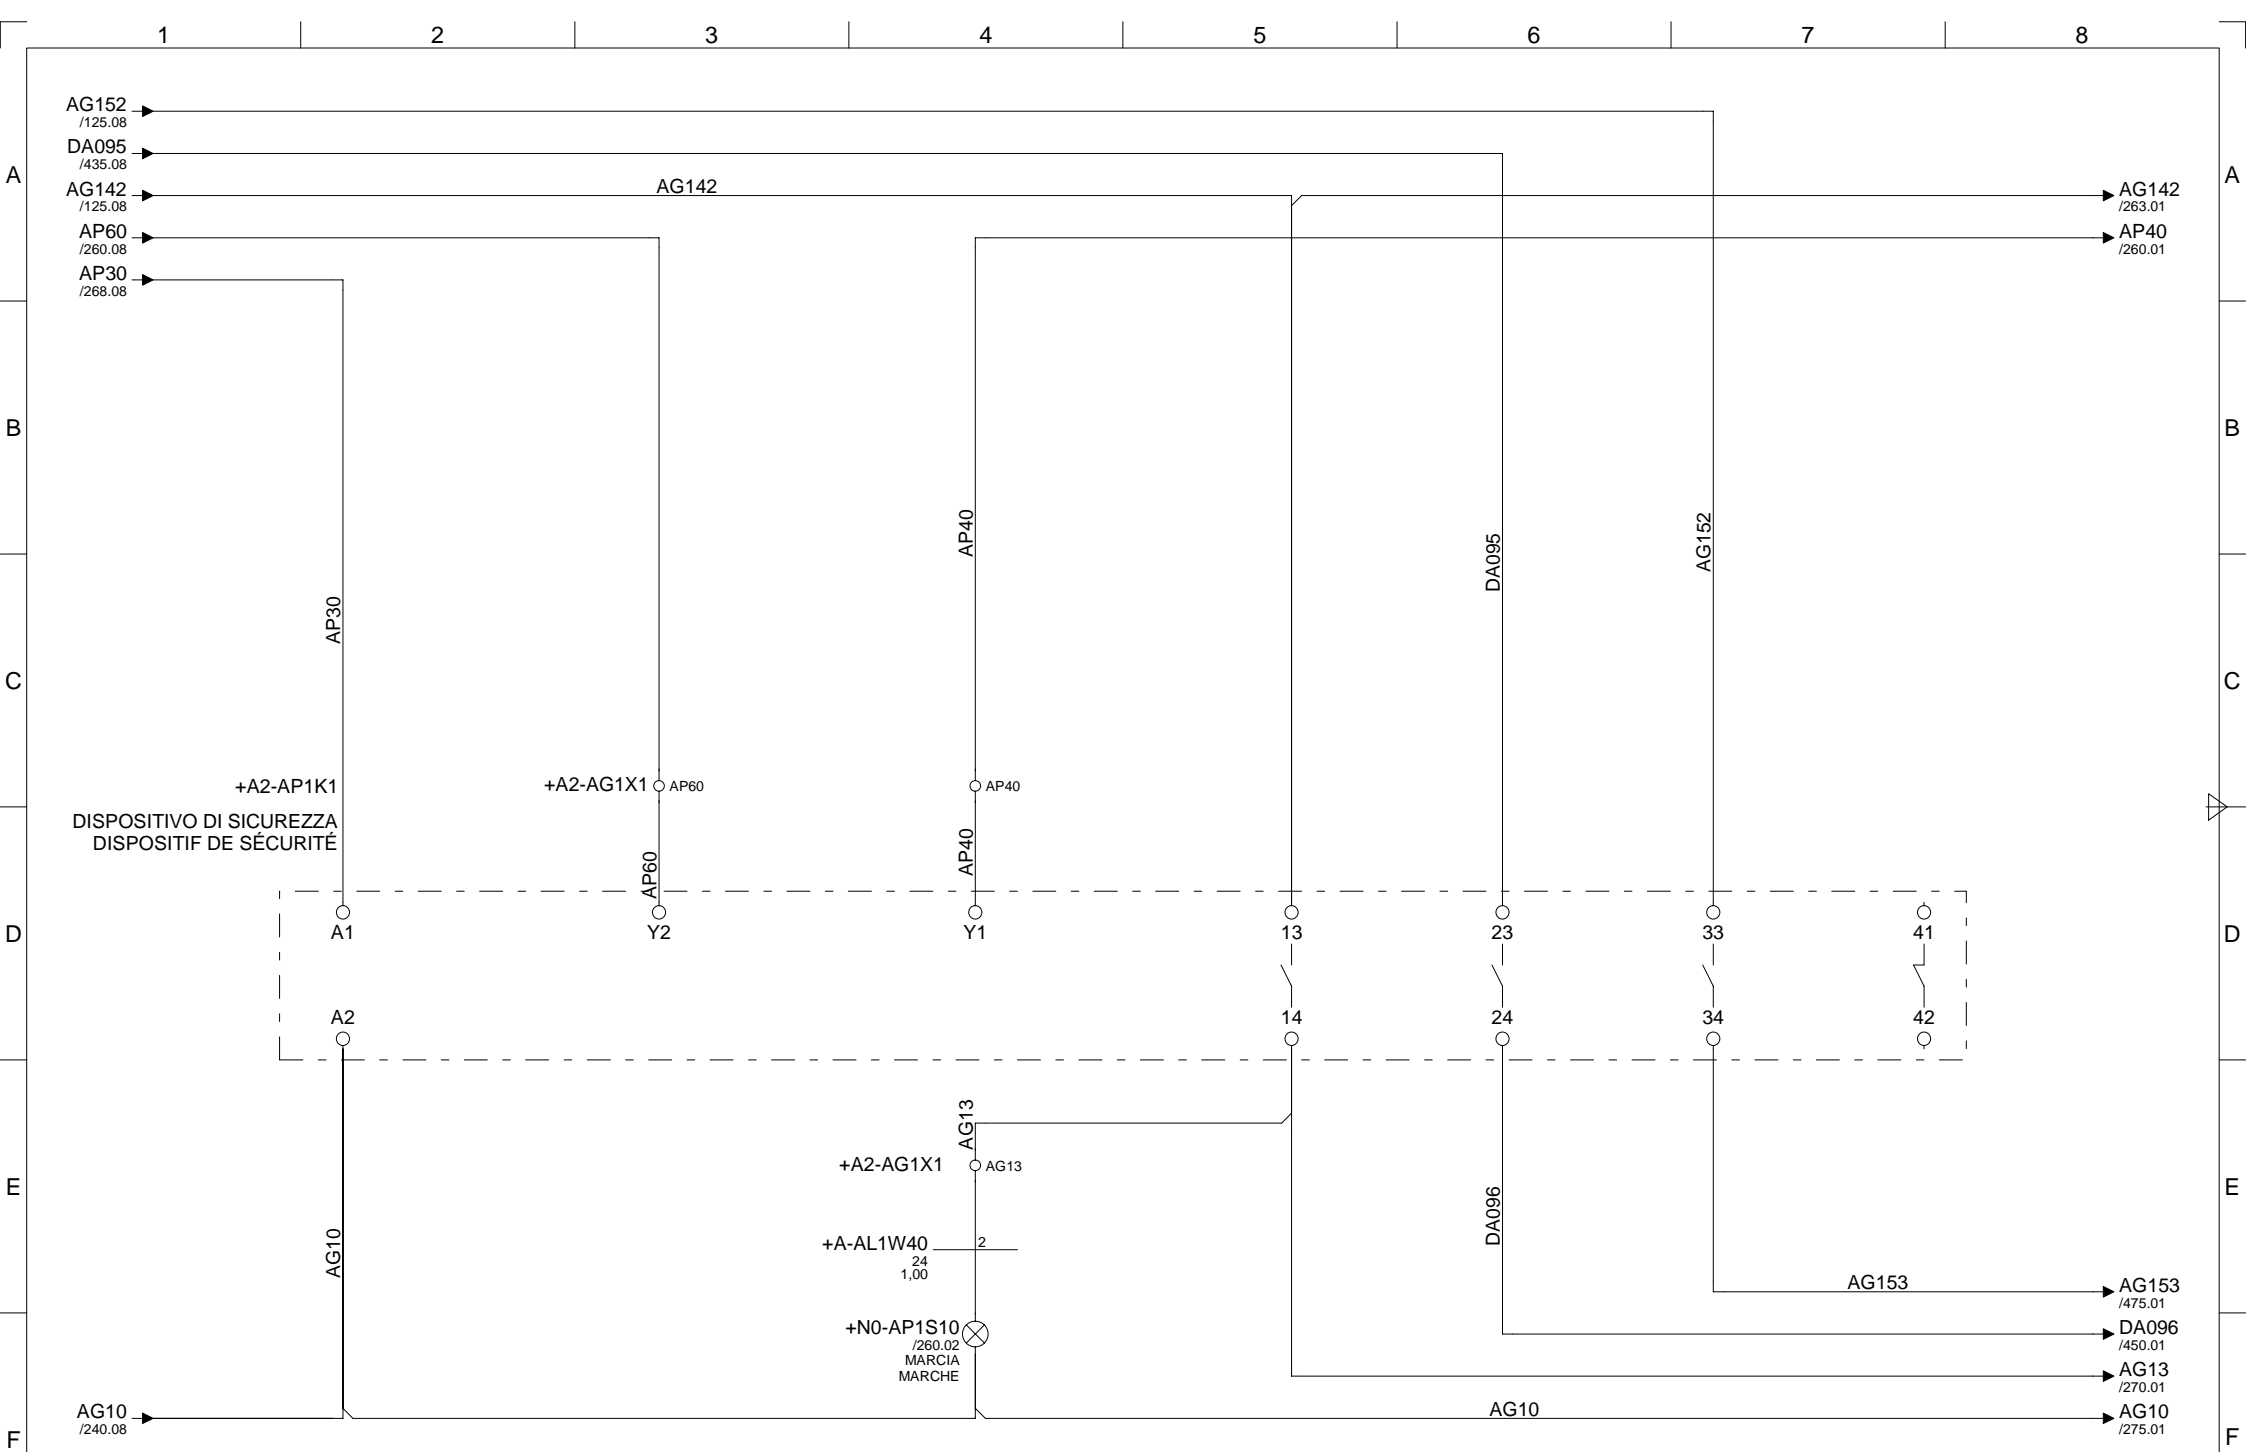 1 2 3 4 5 6 7 8
AG152
/125.08
DA095
/435.08
A A
AG142 AG142 AG142
/125.08 /263.01
AP60 AP40
/260.08 /260.01
AP30
/268.08
B B
AP40
AG152
DA095
AP30
C C
+A2-AP1K1 +A2-AG1X1 AP60 AP40
DISPOSITIVO DI SICUREZZA
DISPOSITIF DE SÉCURITÉ
AP60 AP40
D A1 Y2 Y1 13 23 33 41 D
A2 14 24 34 42
AG13
+A2-AG1X1 AG13
E E
DA096
AG10
+A-AL1W40 2
24
1,00
AG153 AG153
/475.01
+N0-AP1S10 DA096
/260.02 /450.01
MARCIA
MARCHE
AG13
/270.01
AG10 AG10 AG10
/240.08 /275.01
F F